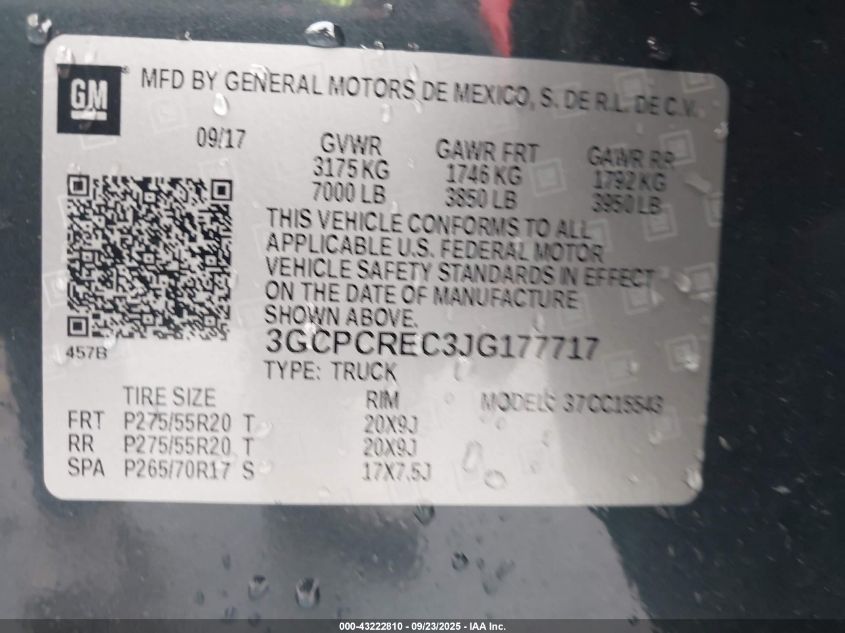 GM
MFD BY GENERAL MOTORS DE MEXICO, S. DE R.L. DE C.V.
09/17
GVWR GAWR FRT GAWR RR
3175 KG 1746 KG 1792 KG
7000 LB 3850 LB 3950 LB
THIS VEHICLE CONFORMS TO ALL
APPLICABLE U.S. FEDERAL MOTOR
VEHICLE SAFETY STANDARDS IN EFFECT
ON THE DATE OF MANUFACTURE
SHOWN ABOVE.
3GCPCREC3JG177717
457B
TYPE: TRUCK
TIRE SIZE RIM MODEL: 37CC15543
FRT P275/55R20 T 20X9J
RR P275/55R20 T 20X9J
SPA P265/70R17 S 17X7.5J
000-43222810 - 09/23/2025 - IAA Inc.